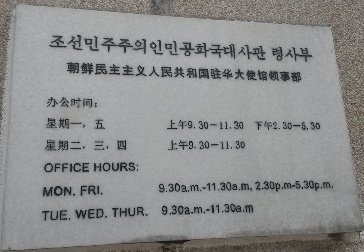 조선민주주의인민공화국대사관 령사부
朝鲜民主主义人民共和国驻华大使馆领事部
办公时间:
星期一, 五 上午9.30-11.30 下午2.30-5.30
星期二, 三, 四 上午9.30-11.30
OFFICE HOURS:
MON. FRI. 9.30a.m.-11.30a.m, 2.30p.m-5.30p.m.
TUE. WED. THUR. 9.30a.m.-11.30a.m